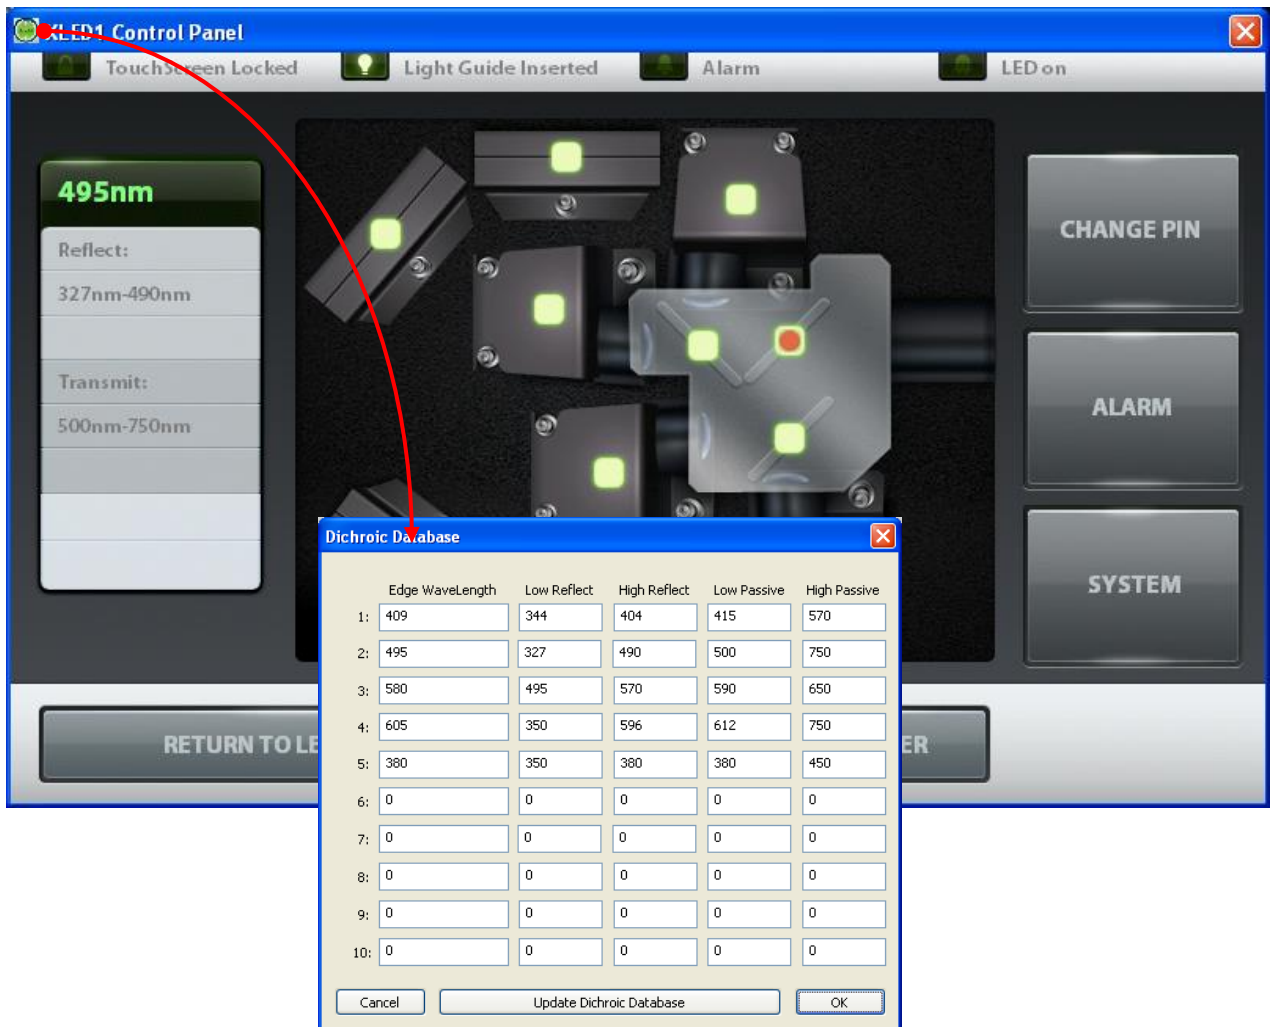 XLED1 Control Panel
TouchScreen Locked Light Guide Inserted Alarm LED on
495nm
Reflect:
327nm-490nm
Transmit:
500nm-750nm
CHANGE PIN
ALARM
SYSTEM
RETURN TO LE
ER
Dichroic Database
Edge WaveLength Low Reflect High Reflect Low Passive High Passive
1: 409 344 404 415 570
2: 495 327 490 500 750
3: 580 495 570 590 650
4: 605 350 596 612 750
5: 380 350 380 380 450
6: 0 0 0 0 0
7: 0 0 0 0 0
8: 0 0 0 0 0
9: 0 0 0 0 0
10: 0 0 0 0 0
Cancel Update Dichroic Database OK